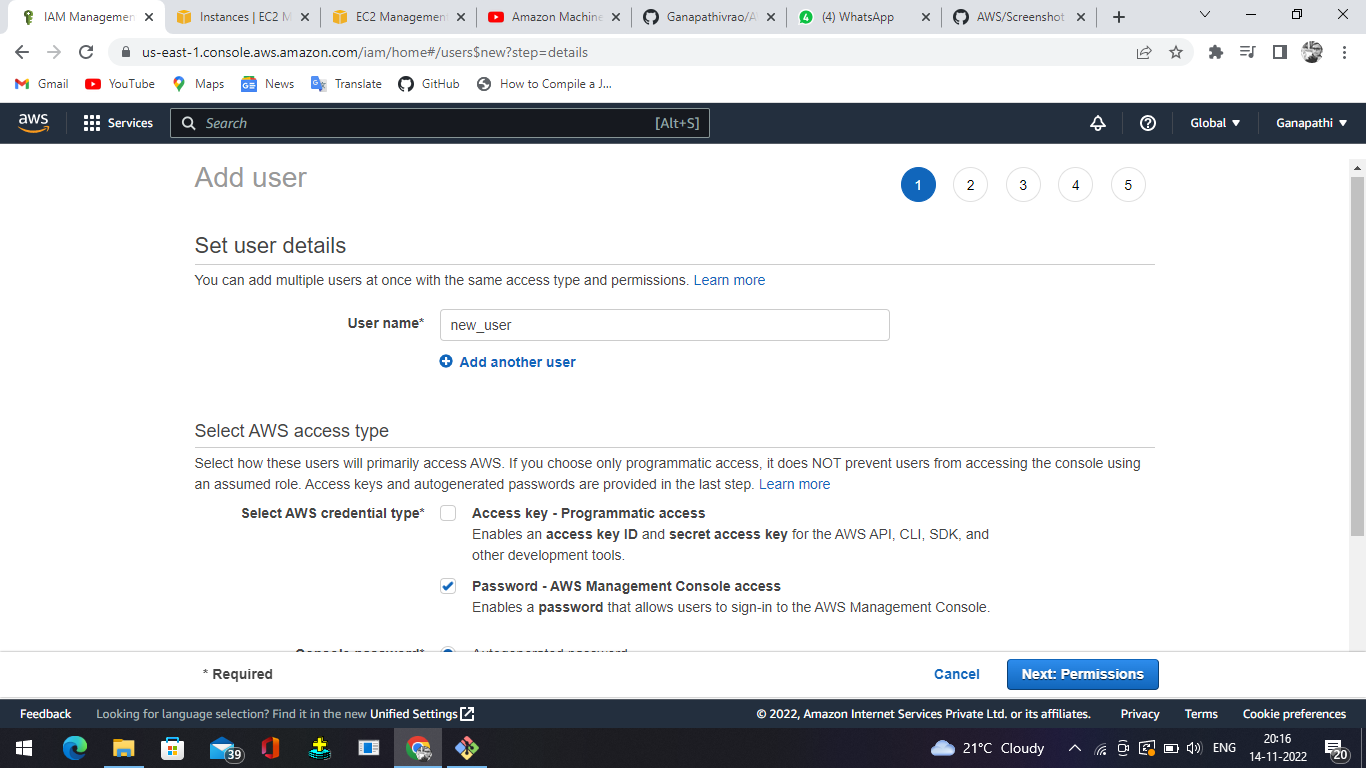 IAM Managemen
Instances | EC2 M
EC2 Management
Amazon Machine
Ganapathivrao/AW
(4) WhatsApp
AWS/Screenshot
us-east-1.console.aws.amazon.com/iam/home#/users$new?step=details
Gmail
YouTube
Maps
News
Translate
GitHub
How to Compile a J...
aws
Services
Search
[Alt+S]
Global
Ganapathi
Add user
1
2
3
4
5
Set user details
You can add multiple users at once with the same access type and permissions. Learn more
User name*
new_user
Add another user
Select AWS access type
Select how these users will primarily access AWS. If you choose only programmatic access, it does NOT prevent users from accessing the console using
an assumed role. Access keys and autogenerated passwords are provided in the last step. Learn more
Select AWS credential type*
Access key - Programmatic access
Enables an access key ID and secret access key for the AWS API, CLI, SDK, and
other development tools.
Password - AWS Management Console access
Enables a password that allows users to sign-in to the AWS Management Console.
Console password*
Autogenerated password
* Required
Cancel
Next: Permissions
Feedback
Looking for language selection? Find it in the new Unified Settings
© 2022, Amazon Internet Services Private Ltd. or its affiliates.
Privacy
Terms
Cookie preferences
39
21°C Cloudy
ENG
20:16
14-11-2022
20